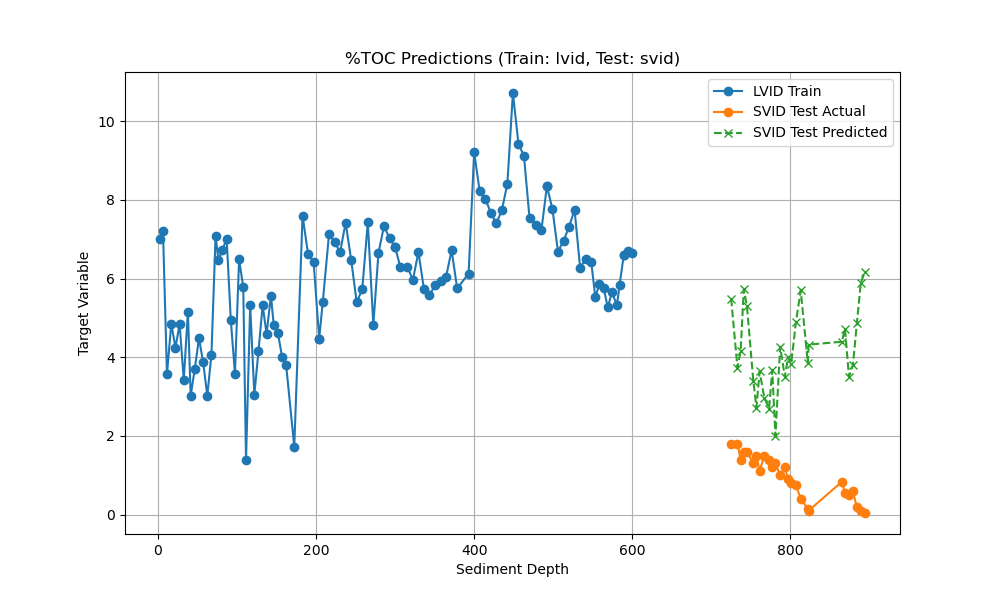 %TOC Predictions (Train: lvid, Test: svid)
LVID Train
SVID Test Actual
SVID Test Predicted
Target Variable
10
8
6
4
2
0
0 200 400 600 800
Sediment Depth